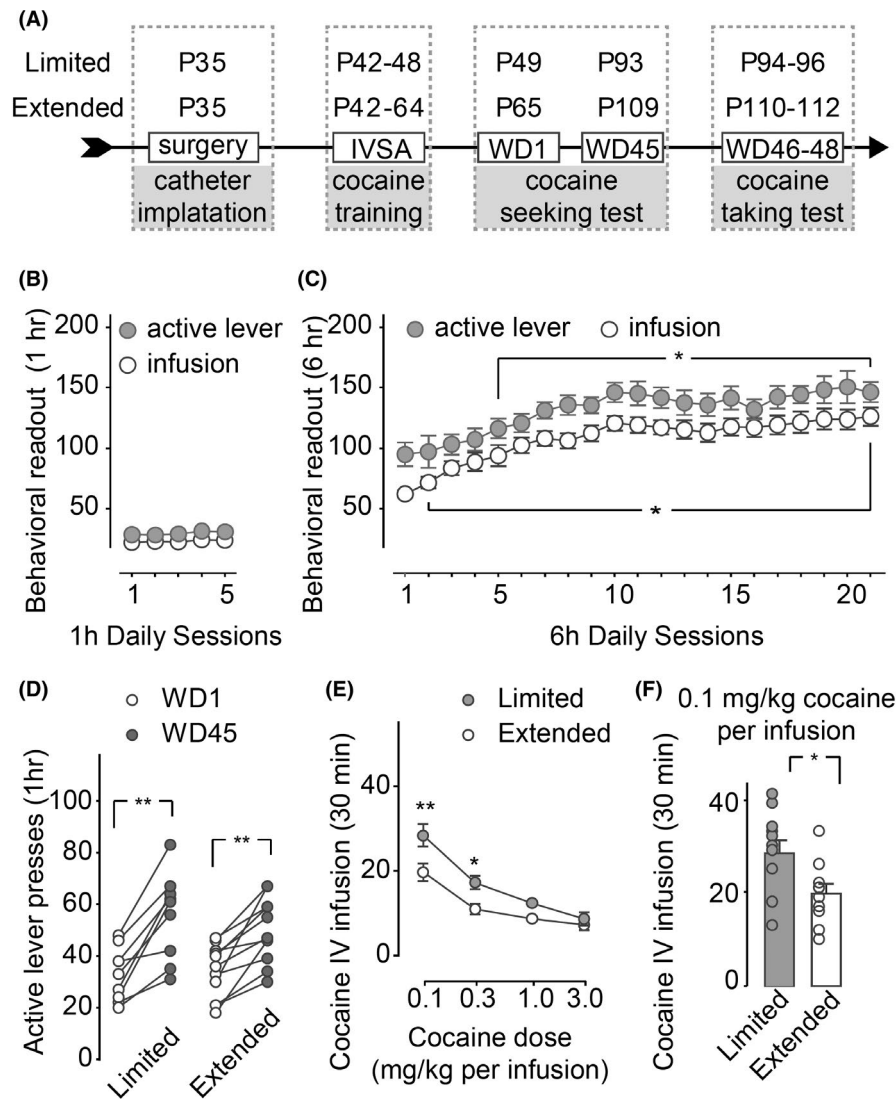 (A)
Limited P35 P42-48 P49 P93 P94-96
Extended P35 P42-64 P65 P109 P110-112
surgery IVSA WD1 WD45 WD46-48
catheter cocaine cocaine cocaine
implatation training seeking test taking test
(B)
Behavioral readout (1 hr)
200
150
100
50
active lever
infusion
1 5
1h Daily Sessions
(C)
Behavioral readout (6 hr)
200
150
100
50
active lever infusion
*
*
1 5 10 15 20
6h Daily Sessions
(D)
WD1
WD45
Active lever presses (1hr)
100
80
60
40
20
0
** **
Limited Extended
(E)
Limited
Extended
Cocaine IV infusion (30 min)
40
20
0
**
*
0.1 0.3 1.0 3.0
Cocaine dose
(mg/kg per infusion)
(F)
0.1 mg/kg cocaine
per infusion
Cocaine IV infusion (30 min)
40
20
0
*
Limited Extended